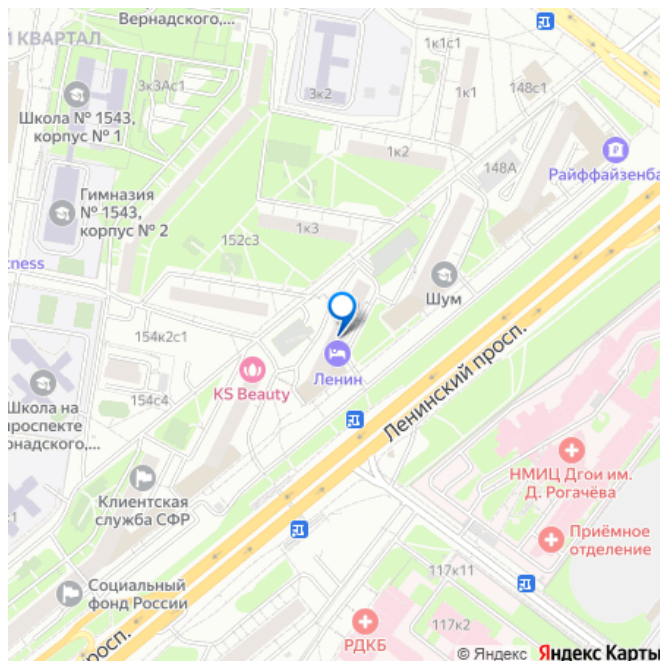 Вернадского,...
Й КВАРТАЛ
1к1с1
3к3Ас1
148с1
3к2
1к1
Школа № 1543,
корпус № 1
1к2
148А
Райффайзенба
Гимназия
№ 1543,
корпус № 2
1к3
152с3
tness
Шум
154к2с1
Ленин
Ленинский просп.
KS Beauty
154с4
Школа на
проспекте
рнадского,...
НМИЦ Дгои им.
Д. Рогачёва
Клиентская
служба СФР
Приёмное
отделение
117к11
Социальный
фонд России
117к2
просп.
РДКБ
© Яндекс Яндекс Карты